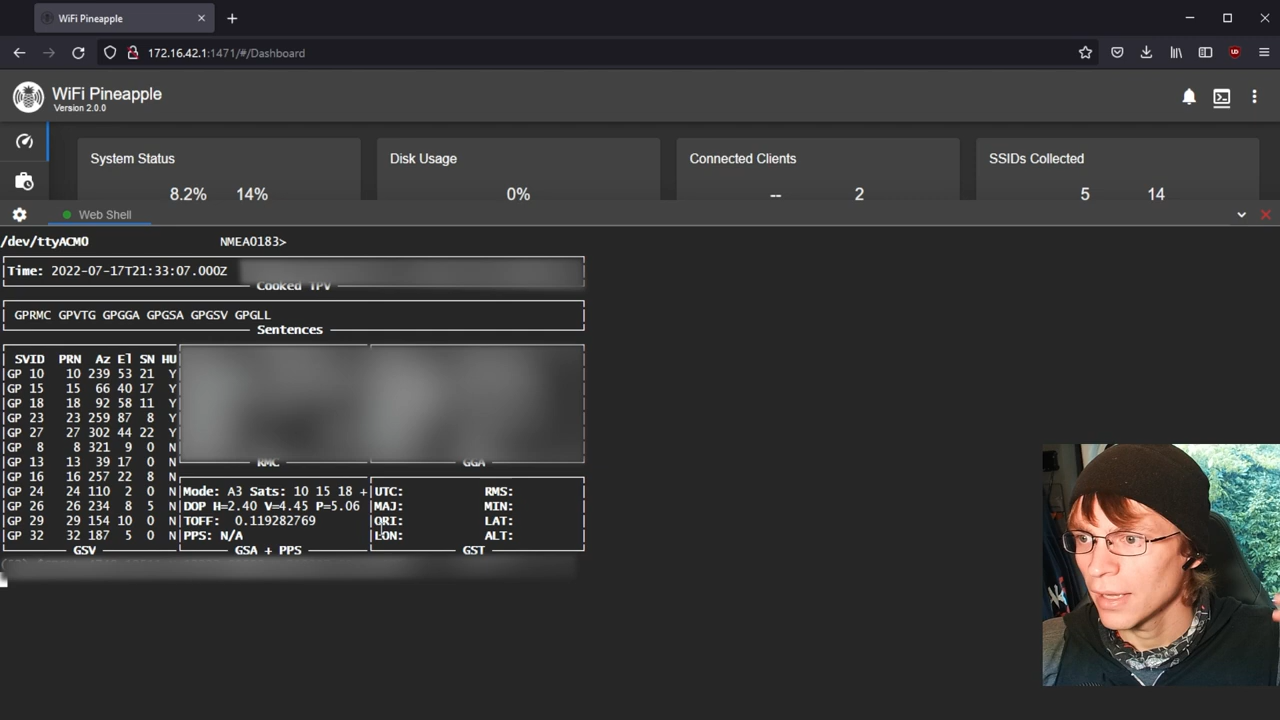 WiFi Pineapple
172.16.42.1:1471/#/Dashboard
WiFi Pineapple
Version 2.0.0
System Status
Disk Usage
Connected Clients
SSIDs Collected
8.2% 14%
0%
-- 2
5 14
Web Shell
/dev/ttyACM0 NMEA0183>
Time: 2022-07-17T21:33:07.000Z
Cooked TPV
GPRMC GPVTG GPGGA GPGSA GPGSV GPGLL
Sentences
SVID PRN Az El SN HU
GP 10 10 239 53 21 Y
GP 15 15 66 40 17 Y
GP 18 18 92 58 11 Y
GP 23 23 259 87 8 Y
GP 27 27 302 44 22 Y
GP 8 8 321 9 0 N
GP 13 13 39 17 0 N
RMC GGA
GP 16 16 257 22 8 N
GP 24 24 110 2 0 N Mode: A3 Sats: 10 15 18 + UTC: RMS:
GP 26 26 234 8 5 N DOP H=2.40 V=4.45 P=5.06 MAJ: MIN:
GP 29 29 154 10 0 N TOFF: 0.119282769 ORI: LAT:
GP 32 32 187 5 0 N PPS: N/A LON: ALT:
GSV GSA + PPS GST